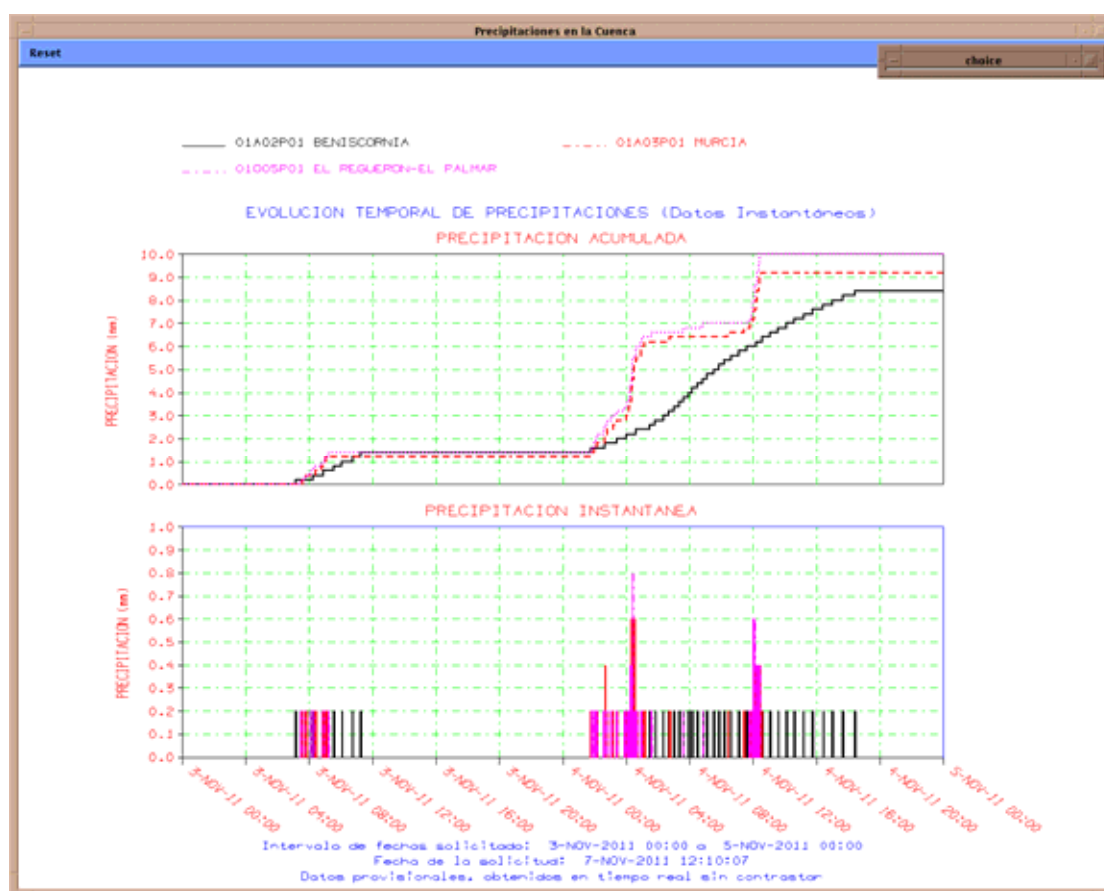 Precipitaciones en la Cuenca
Reset
choice
01A02P01 BENISCORNIA 01A03P01 MURCIA
01O05P01 EL REGUERON-EL PALMAR
EVOLUCION TEMPORAL DE PRECIPITACIONES (Datos Instantáneos)
PRECIPITACION ACUMULADA
10.0
9.0
8.0
7.0
6.0
5.0
4.0
3.0
2.0
1.0
0.0
PRECIPITACION (mm)
PRECIPITACION INSTANTANEA
1.0
0.9
0.8
0.7
0.6
0.5
0.4
0.3
0.2
0.1
0.0
PRECIPITACION (mm)
3-NOV-11 00:00
3-NOV-11 04:00
3-NOV-11 08:00
3-NOV-11 12:00
3-NOV-11 16:00
3-NOV-11 20:00
4-NOV-11 00:00
4-NOV-11 04:00
4-NOV-11 08:00
4-NOV-11 12:00
4-NOV-11 16:00
4-NOV-11 20:00
5-NOV-11 00:00
Intervalo de fechas solicitado: 3-NOV-2011 00:00 a 5-NOV-2011 00:00
Fecha de la solicitud: 7-NOV-2011 12:10:07
Datos provisionales, obtenidos en tiempo real sin contrastar